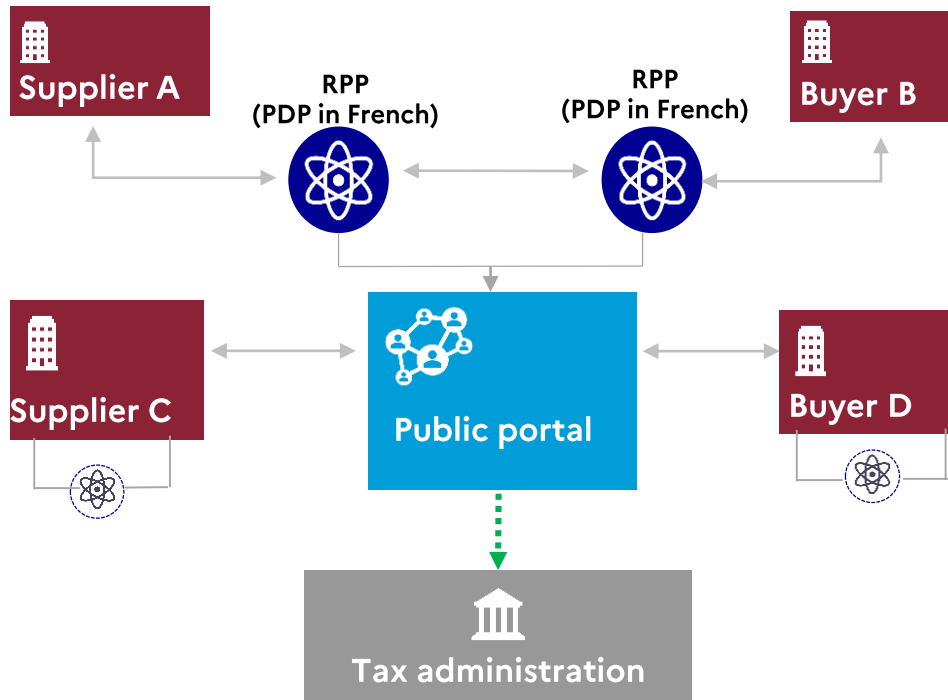 Supplier A
RPP
(PDP in French)
RPP
(PDP in French)
Buyer B
Supplier C
Public portal
Buyer D
Tax administration